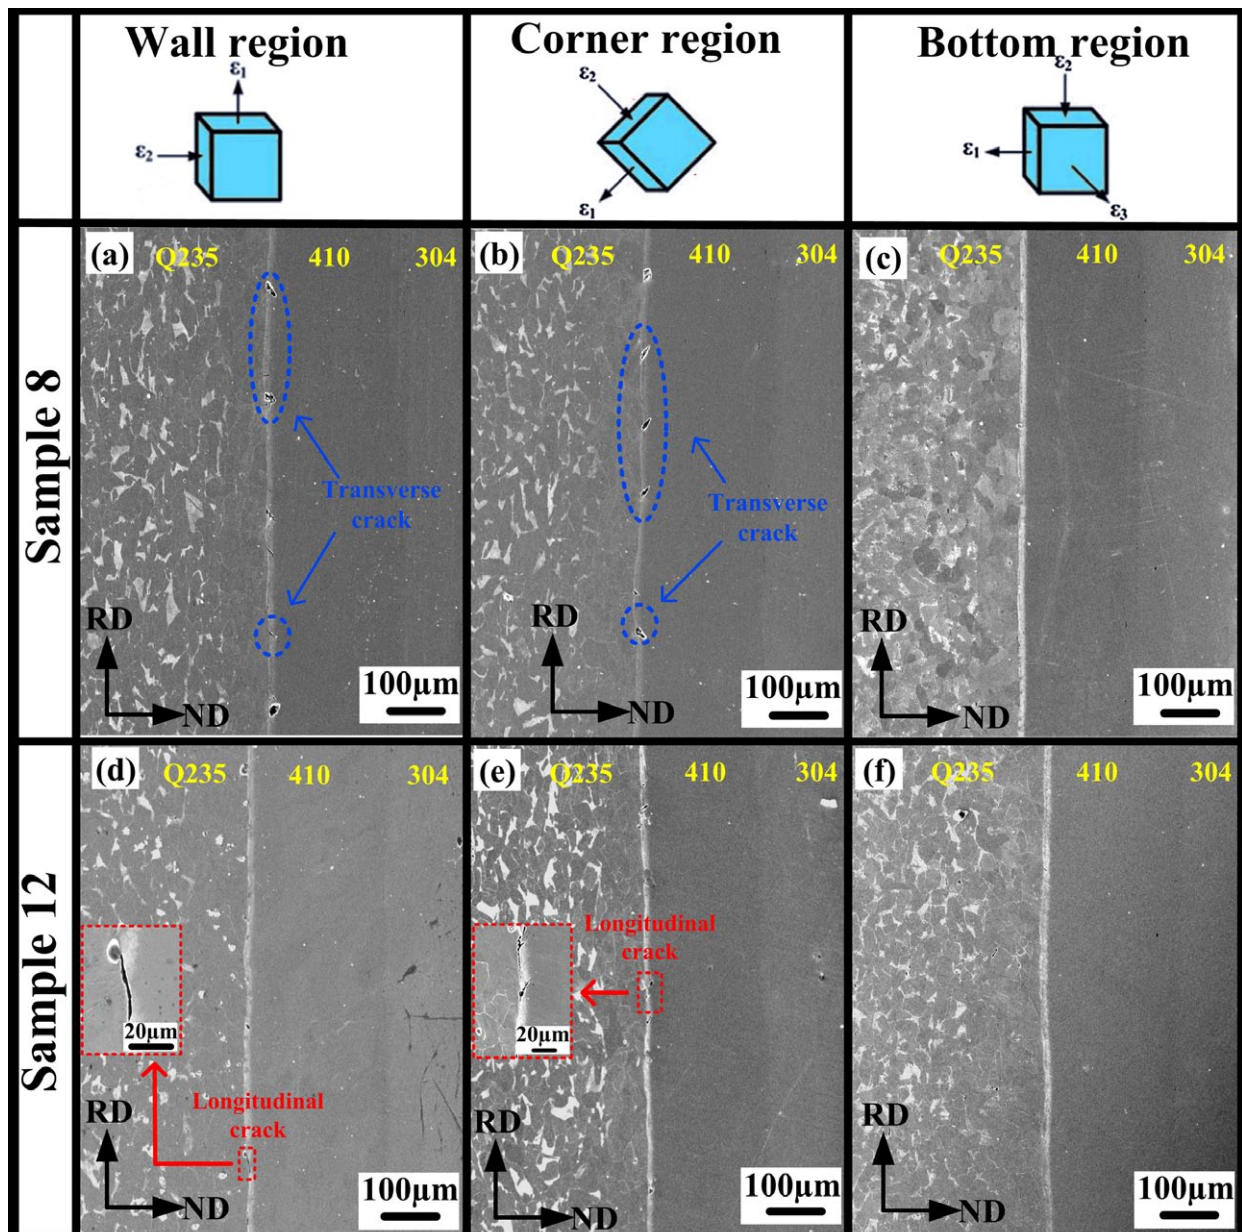 Wall region
Corner region
Bottom region
ε₁
ε₂
ε₂
ε₁
ε₂
ε₁
ε₃
Sample 8
(a)
Q235
410
304
Transverse
crack
RD
ND
100μm
(b)
Q235
410
304
Transverse
crack
RD
ND
100μm
(c)
Q235
410
304
RD
ND
100μm
Sample 12
(d)
Q235
410
304
20μm
Longitudinal
crack
RD
ND
100μm
(e)
Q235
410
304
Longitudinal
crack
20μm
RD
ND
100μm
(f)
Q235
410
304
RD
ND
100μm